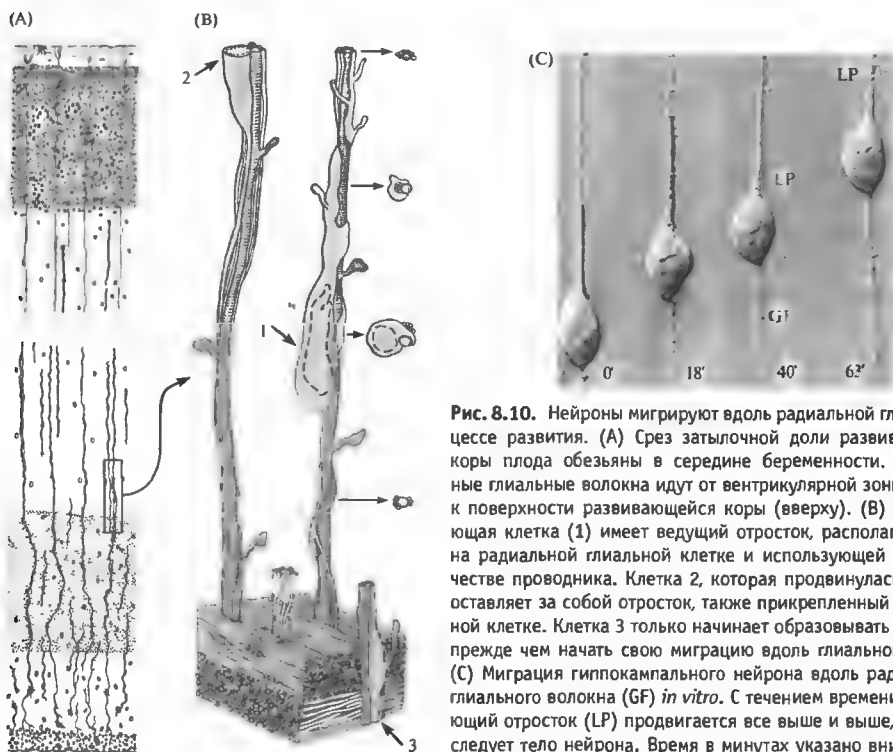 (A)
(B)
(C)
2
1
3
LP
LP
GF
0'
18'
40'
62'
Рис. 8.10. Нейроны мигрируют вдоль радиальной гл
цессе развития. (A) Срез затылочной доли развив
коры плода обезьяны в середине беременности.
ные глиальные волокна идут от вентрикулярной зон
к поверхности развивающейся коры (вверху). (B)
ющая клетка (1) имеет ведущий отросток, располаг
на радиальной глиальной клетке и использующей
честве проводника. Клетка 2, которая продвинулас
оставляет за собой отросток, также прикрепленный
ной клетке. Клетка 3 только начинает образовывать
прежде чем начать свою миграцию вдоль глиально
(C) Миграция гиппокампального нейрона вдоль рад
глиального волокна (GF) in vitro. С течением времени
ющий отросток (LP) продвигается все выше и выше,
следует тело нейрона. Время в минутах указано вни